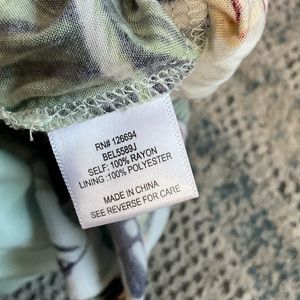 RN# 126694
BEL5589J
SELF: 100% RAYON
LINING :100% POLYESTER
MADE IN CHINA
SEE REVERSE FOR CARE